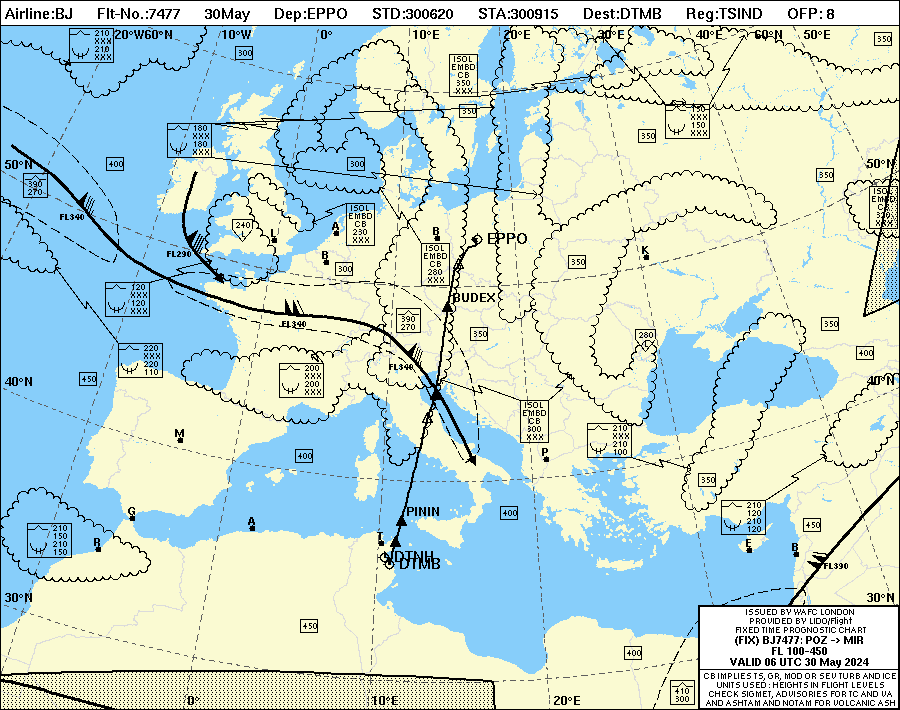 Airline:BJ Flt-No.:7477 30May Dep:EPPO STD:300620 STA:300915 Dest:DTMB Reg:TSIND OFP: 8
20°W60°N 10°W 0° 10°E 20°E 30°E 40°E 60°N 50°E
210
XXX
210
XXX
300
ISOL
EMBD
CB
350
XXX
350
350
180
XXX
180
XXX
150
XXX
350
50°N
400
300
350
50°N
390
270
FL340
240
L
L
ISOL
EMBD
CB
230
XXX
A
B
B
ISOL
EMBD
CB
280
XXX
EPPO
K
ISOL
EMBD
CB
XXX
FL290
300
350
120
XXX
120
XXX
BUDEX
FL340
390
270
350
280
L
350
220
XXX
220
110
400
FL340
450
200
XXX
200
XXX
40°N
40°N
ISOL
EMBD
CB
300
XXX
M
210
XXX
210
100
P
400
350
G
PININ
400
210
150
210
150
R
A
T
DTNH
DTMB
210
120
210
120
E
B
450
FL390
30°N
30°N
450
400
410
300
0° 10°E 20°E
ISSUED BY WAFC LONDON
PROVIDED BY LIDO/Flight
FIXED TIME PROGNOSTIC CHART
(FIX) BJ7477: POZ -> MIR
FL 100-450
VALID 06 UTC 30 May 2024
CB IMPLIES TS, GR, MOD OR SEV TURB AND ICE
UNITS USED : HEIGHTS IN FLIGHT LEVELS
CHECK SIGMET, ADVISORIES FOR TC AND VA
AND ASHTAM AND NOTAM FOR VOLCANIC ASH